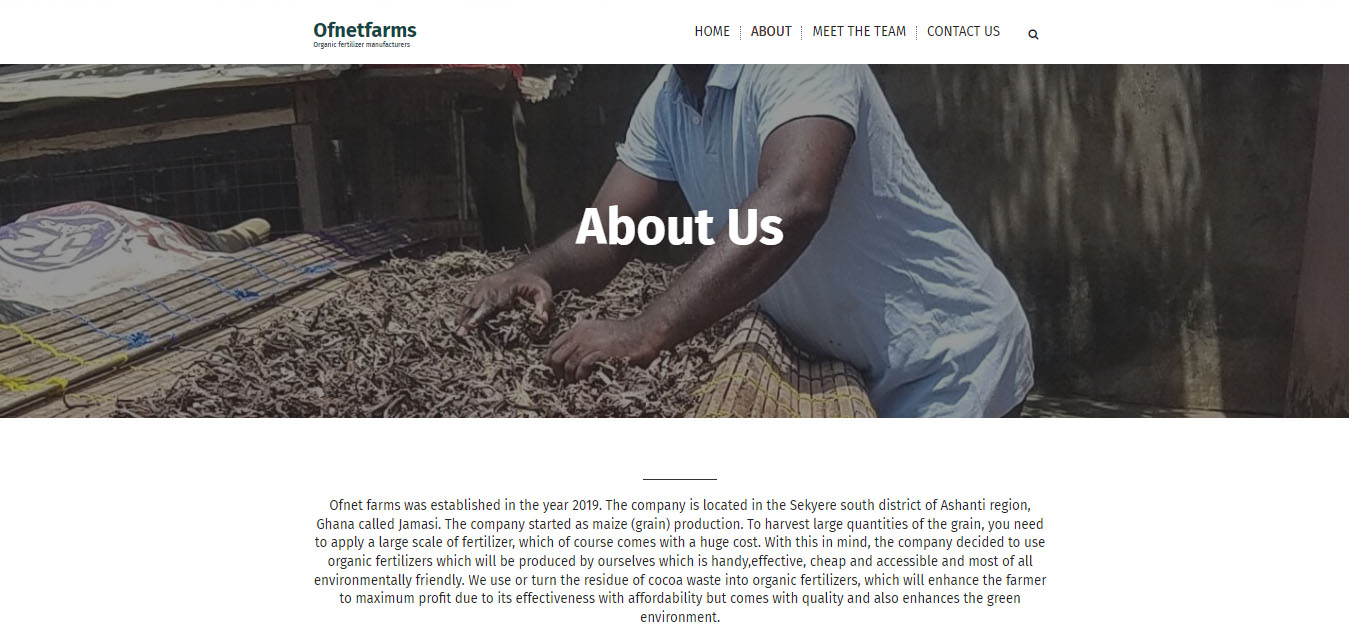 Ofnetfarms
Organic fertilizer manufacturers
HOME
ABOUT
MEET THE TEAM
CONTACT US
About Us
Ofnet farms was established in the year 2019. The company is located in the Sekyere south district of Ashanti region,
Ghana called Jamasi. The company started as maize (grain) production. To harvest large quantities of the grain, you need
to apply a large scale of fertilizer, which of course comes with a huge cost. With this in mind, the company decided to use
organic fertilizers which will be produced by ourselves which is handy,effective, cheap and accessible and most of all
environmentally friendly. We use or turn the residue of cocoa waste into organic fertilizers, which will enhance the farmer
to maximum profit due to its effectiveness with affordability but comes with quality and also enhances the green
environment.